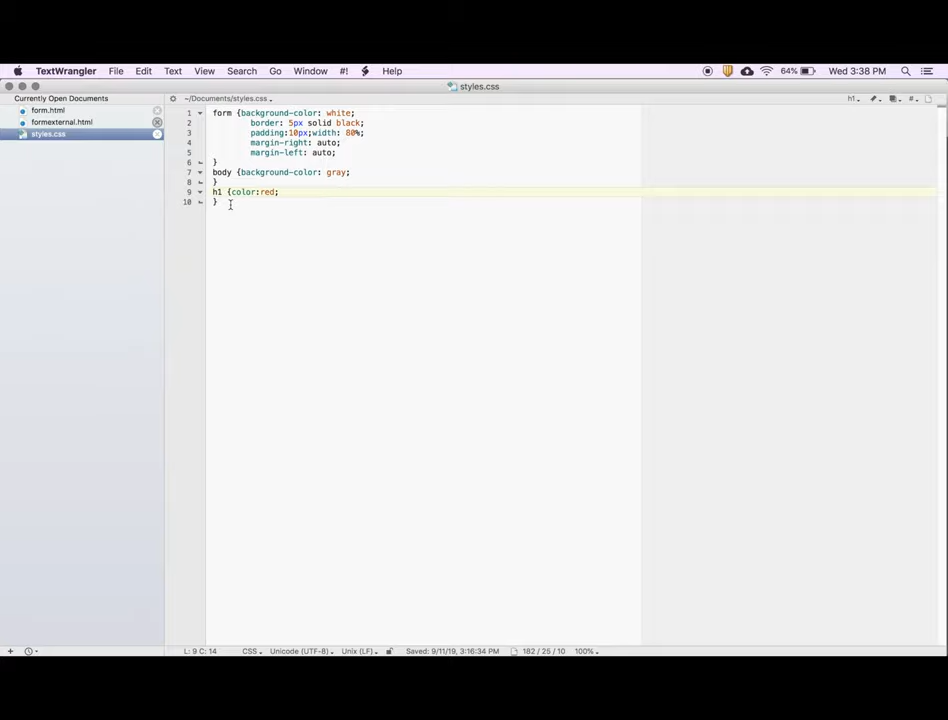 TextWrangler File Edit Text View Search Go Window #! Help 64% Wed 3:38 PM
styles.css
Currently Open Documents
~/Documents/styles.css
h1
#
form.html
formexternal.html
styles.css
1 form {background-color: white;
2 border: 5px solid black;
3 padding:10px;width: 80%;
4 margin-right: auto;
5 margin-left: auto;
6 }
7 body {background-color: gray;
8 }
9 h1 {color:red;
10 }
L: 9 C: 14 CSS Unicode (UTF-8) Unix (LF) Saved: 9/11/19, 3:16:34 PM 182 / 25 / 10 100%